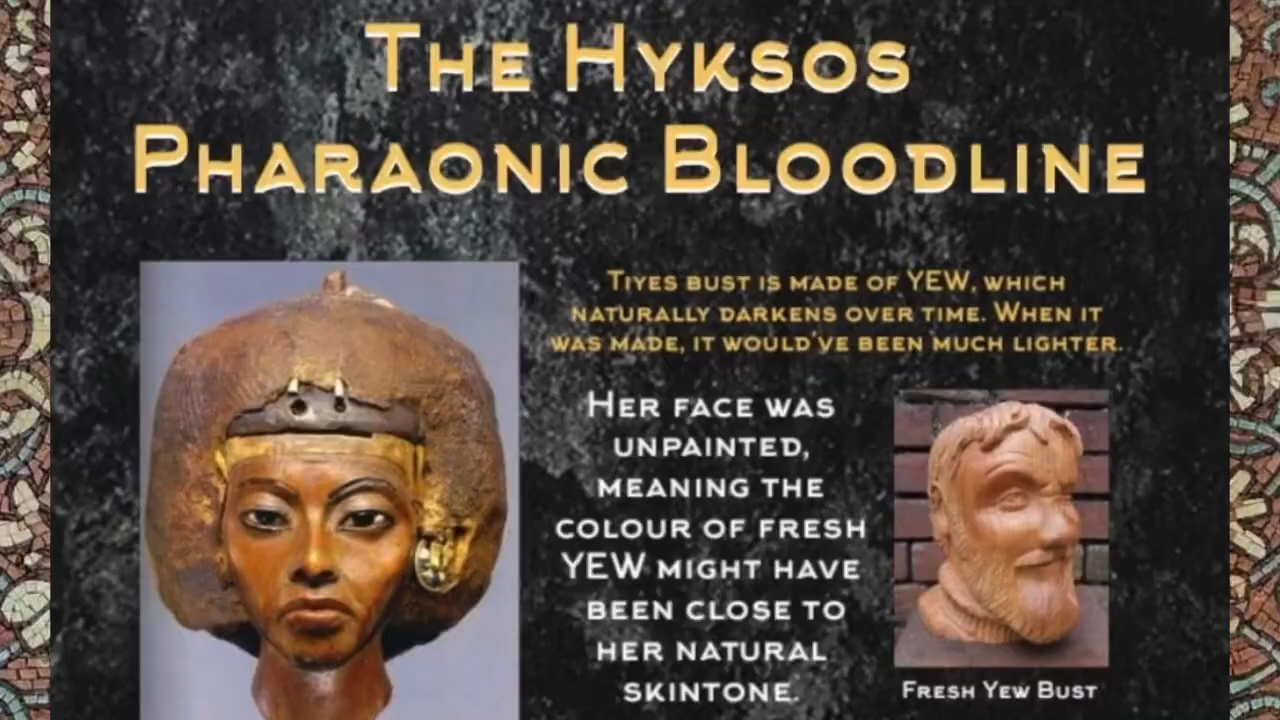 The Hyksos
Pharaonic Bloodline
Tiyes bust is made of YEW, which
naturally darkens over time. When it
was made, it would've been much lighter.
Her face was
unpainted,
meaning the
colour of fresh
YEW might have
been close to
her natural
skintone.
Fresh Yew Bust